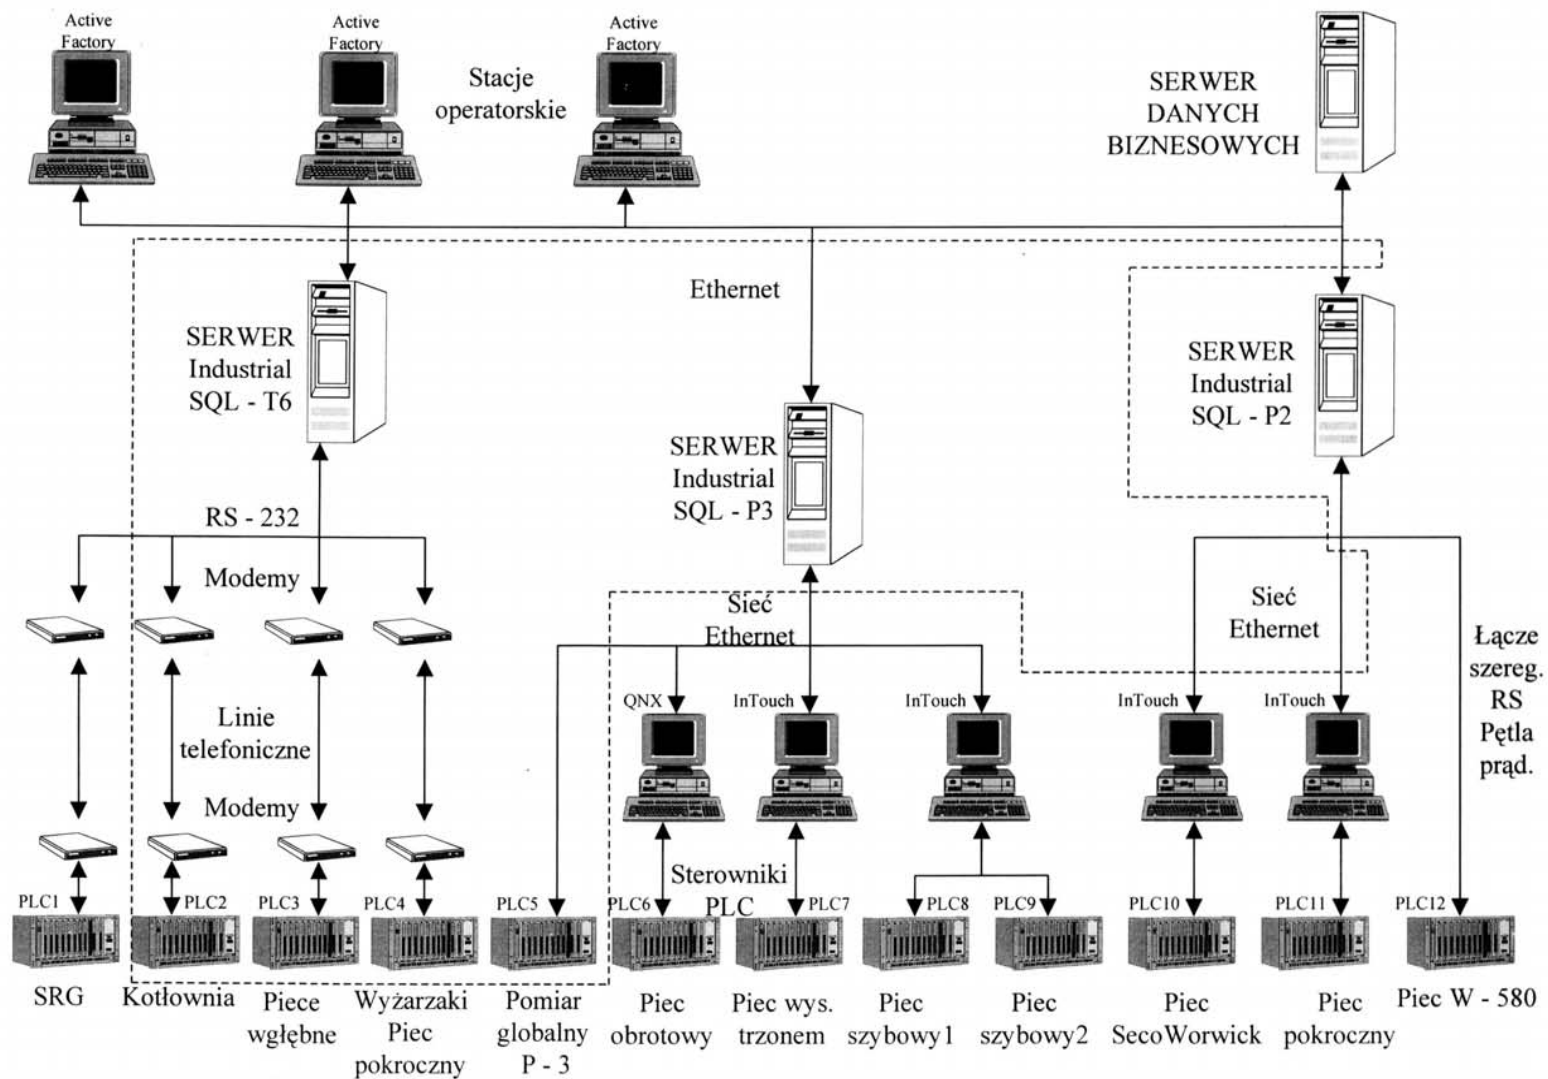 Active
Factory
Active
Factory
Active
Factory
Stacje
operatorskie
SERWER
DANYCH
BIZNESOWYCH
Ethernet
SERWER
Industrial
SQL - T6
SERWER
Industrial
SQL - P3
SERWER
Industrial
SQL - P2
RS - 232
Modemy
Sieć
Ethernet
Sieć
Ethernet
Łącze
szereg.
RS
Pętla
prąd.
Linie
telefoniczne
Modemy
QNX
InTouch
InTouch
InTouch
InTouch
Sterowniki
PLC
PLC1
PLC2
PLC3
PLC4
PLC5
PLC6
PLC7
PLC8
PLC9
PLC10
PLC11
PLC12
SRG
Kotłownia
Piece
wgłębne
Wyżarzaki
Piec
pokroczny
Pomiar
globalny
P - 3
Piec
obrotowy
Piec wys.
trzonem
Piec
szybowy1
Piec
szybowy2
Piec
SecoWorwick
Piec
pokroczny
Piec W - 580